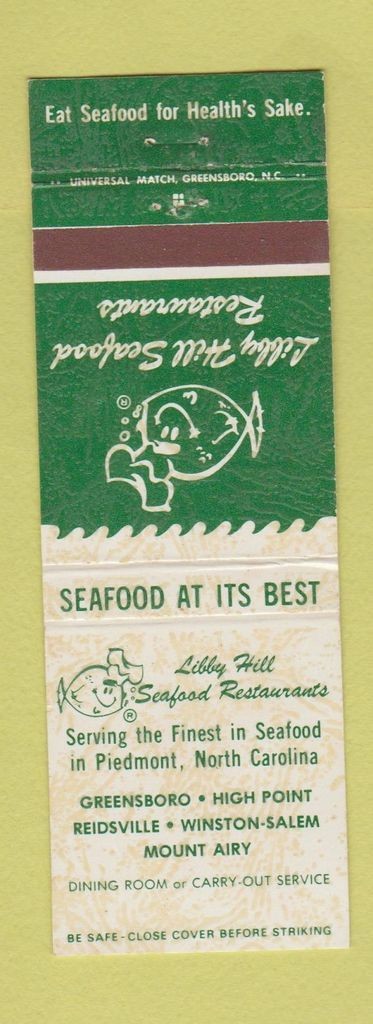 Eat Seafood for Health's Sake.
·· UNIVERSAL MATCH, GREENSBORO, N.C. ··
Libby Hill Seafood
Restaurants
®
SEAFOOD AT ITS BEST
Libby Hill
Seafood Restaurants
®
Serving the Finest in Seafood
in Piedmont, North Carolina
GREENSBORO • HIGH POINT
REIDSVILLE • WINSTON-SALEM
MOUNT AIRY
DINING ROOM or CARRY-OUT SERVICE
BE SAFE - CLOSE COVER BEFORE STRIKING